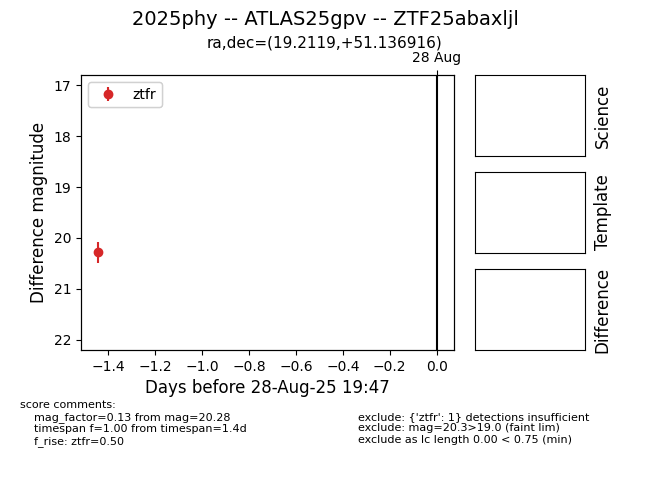 2025phy -- ATLAS25gpv -- ZTF25abaxljl
ra,dec=(19.2119,+51.136916)
28 Aug
ztfr
17
18
19
20
21
22
Difference magnitude
−1.4
−1.2
−1.0
−0.8
−0.6
−0.4
−0.2
0.0
Days before 28-Aug-25 19:47
Science
Template
Difference
score comments:
mag_factor=0.13 from mag=20.28
timespan f=1.00 from timespan=1.4d
f_rise: ztfr=0.50
exclude: {'ztfr': 1} detections insufficient
exclude: mag=20.3>19.0 (faint lim)
exclude as lc length 0.00 < 0.75 (min)